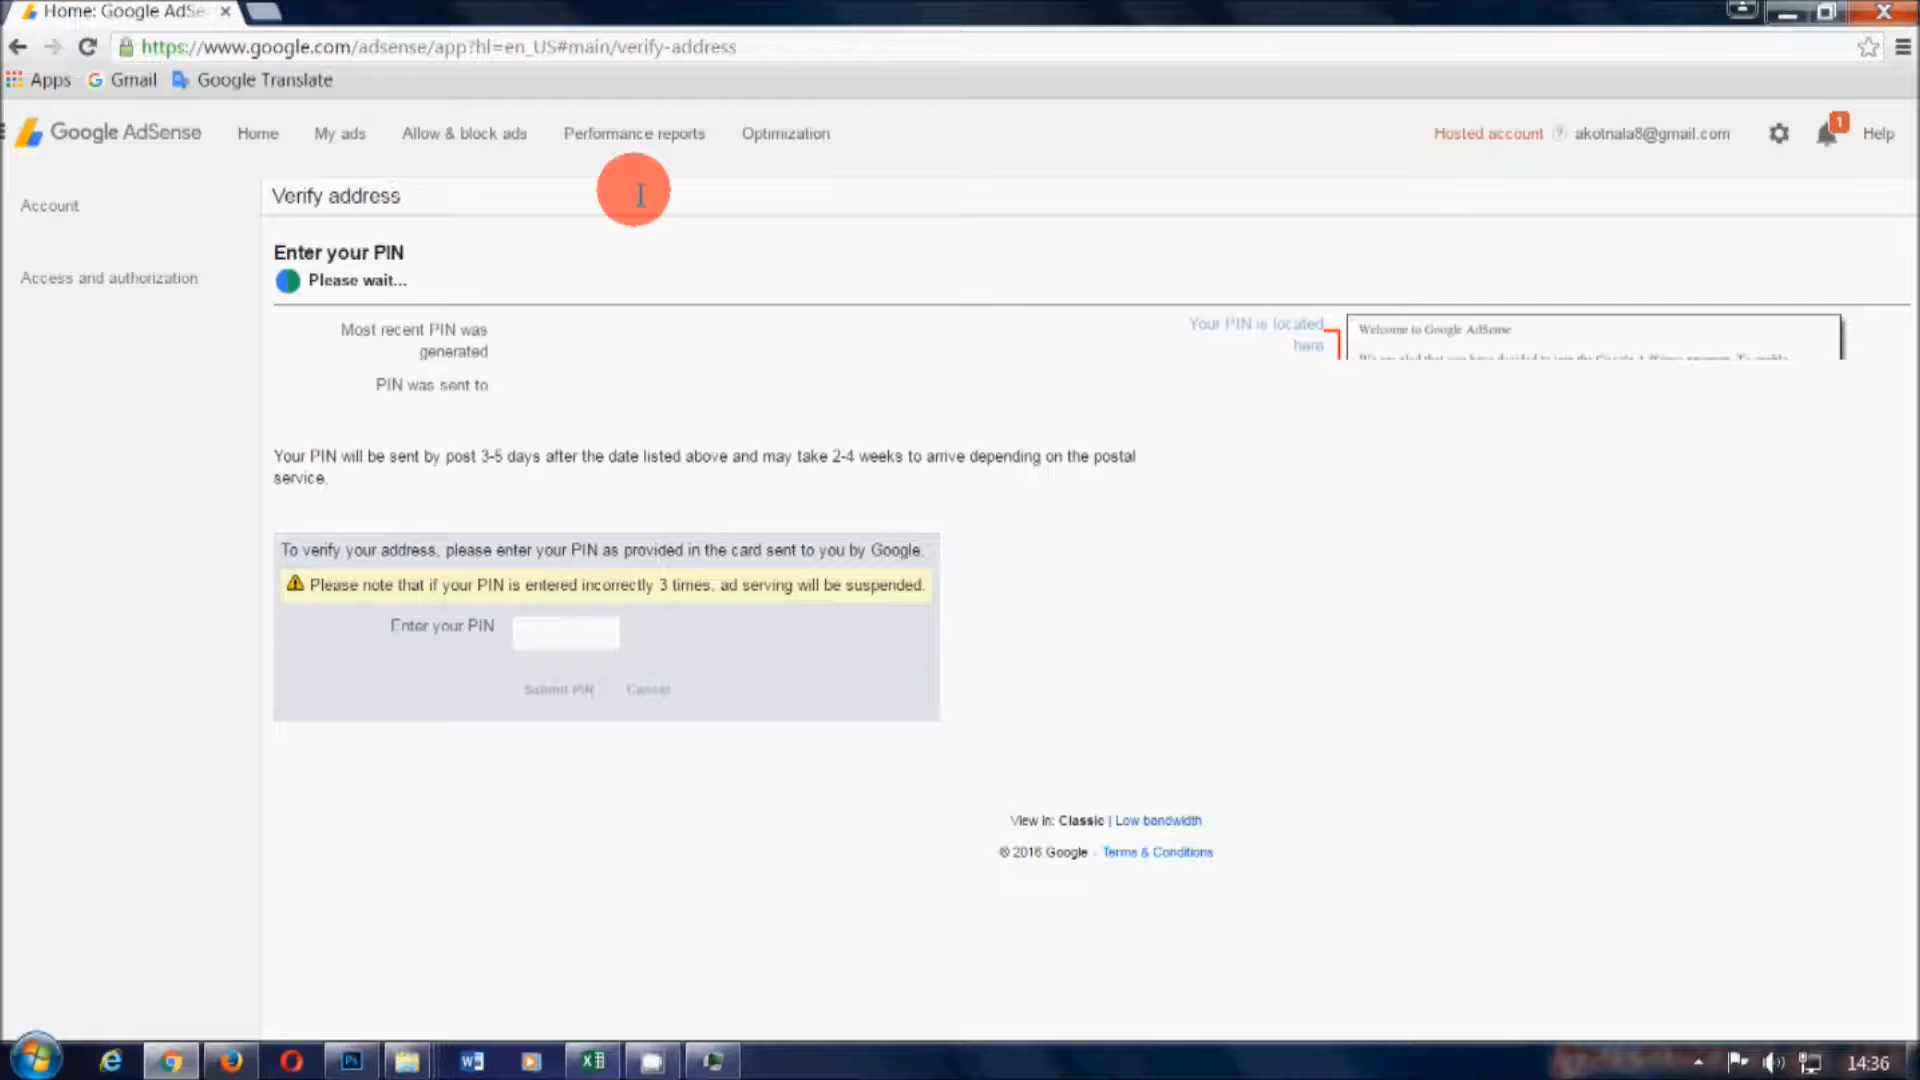 Home: Google AdSe
https://www.google.com/adsense/app?hl=en_US#main/verify-address
Apps Gmail Google Translate
Google AdSense Home My ads Allow & block ads Performance reports Optimization Hosted account ? akotnala8@gmail.com 1 Help
Account
Access and authorization
Verify address
Enter your PIN
Please wait...
Most recent PIN was
generated
PIN was sent to
Your PIN is located
here
Welcome to Google AdSense
Your PIN will be sent by post 3-5 days after the date listed above and may take 2-4 weeks to arrive depending on the postal
service.
To verify your address, please enter your PIN as provided in the card sent to you by Google.
Please note that if your PIN is entered incorrectly 3 times, ad serving will be suspended.
Enter your PIN
Submit PIN Cancel
View in: Classic | Low bandwidth
© 2016 Google - Terms & Conditions
Ps
14:36